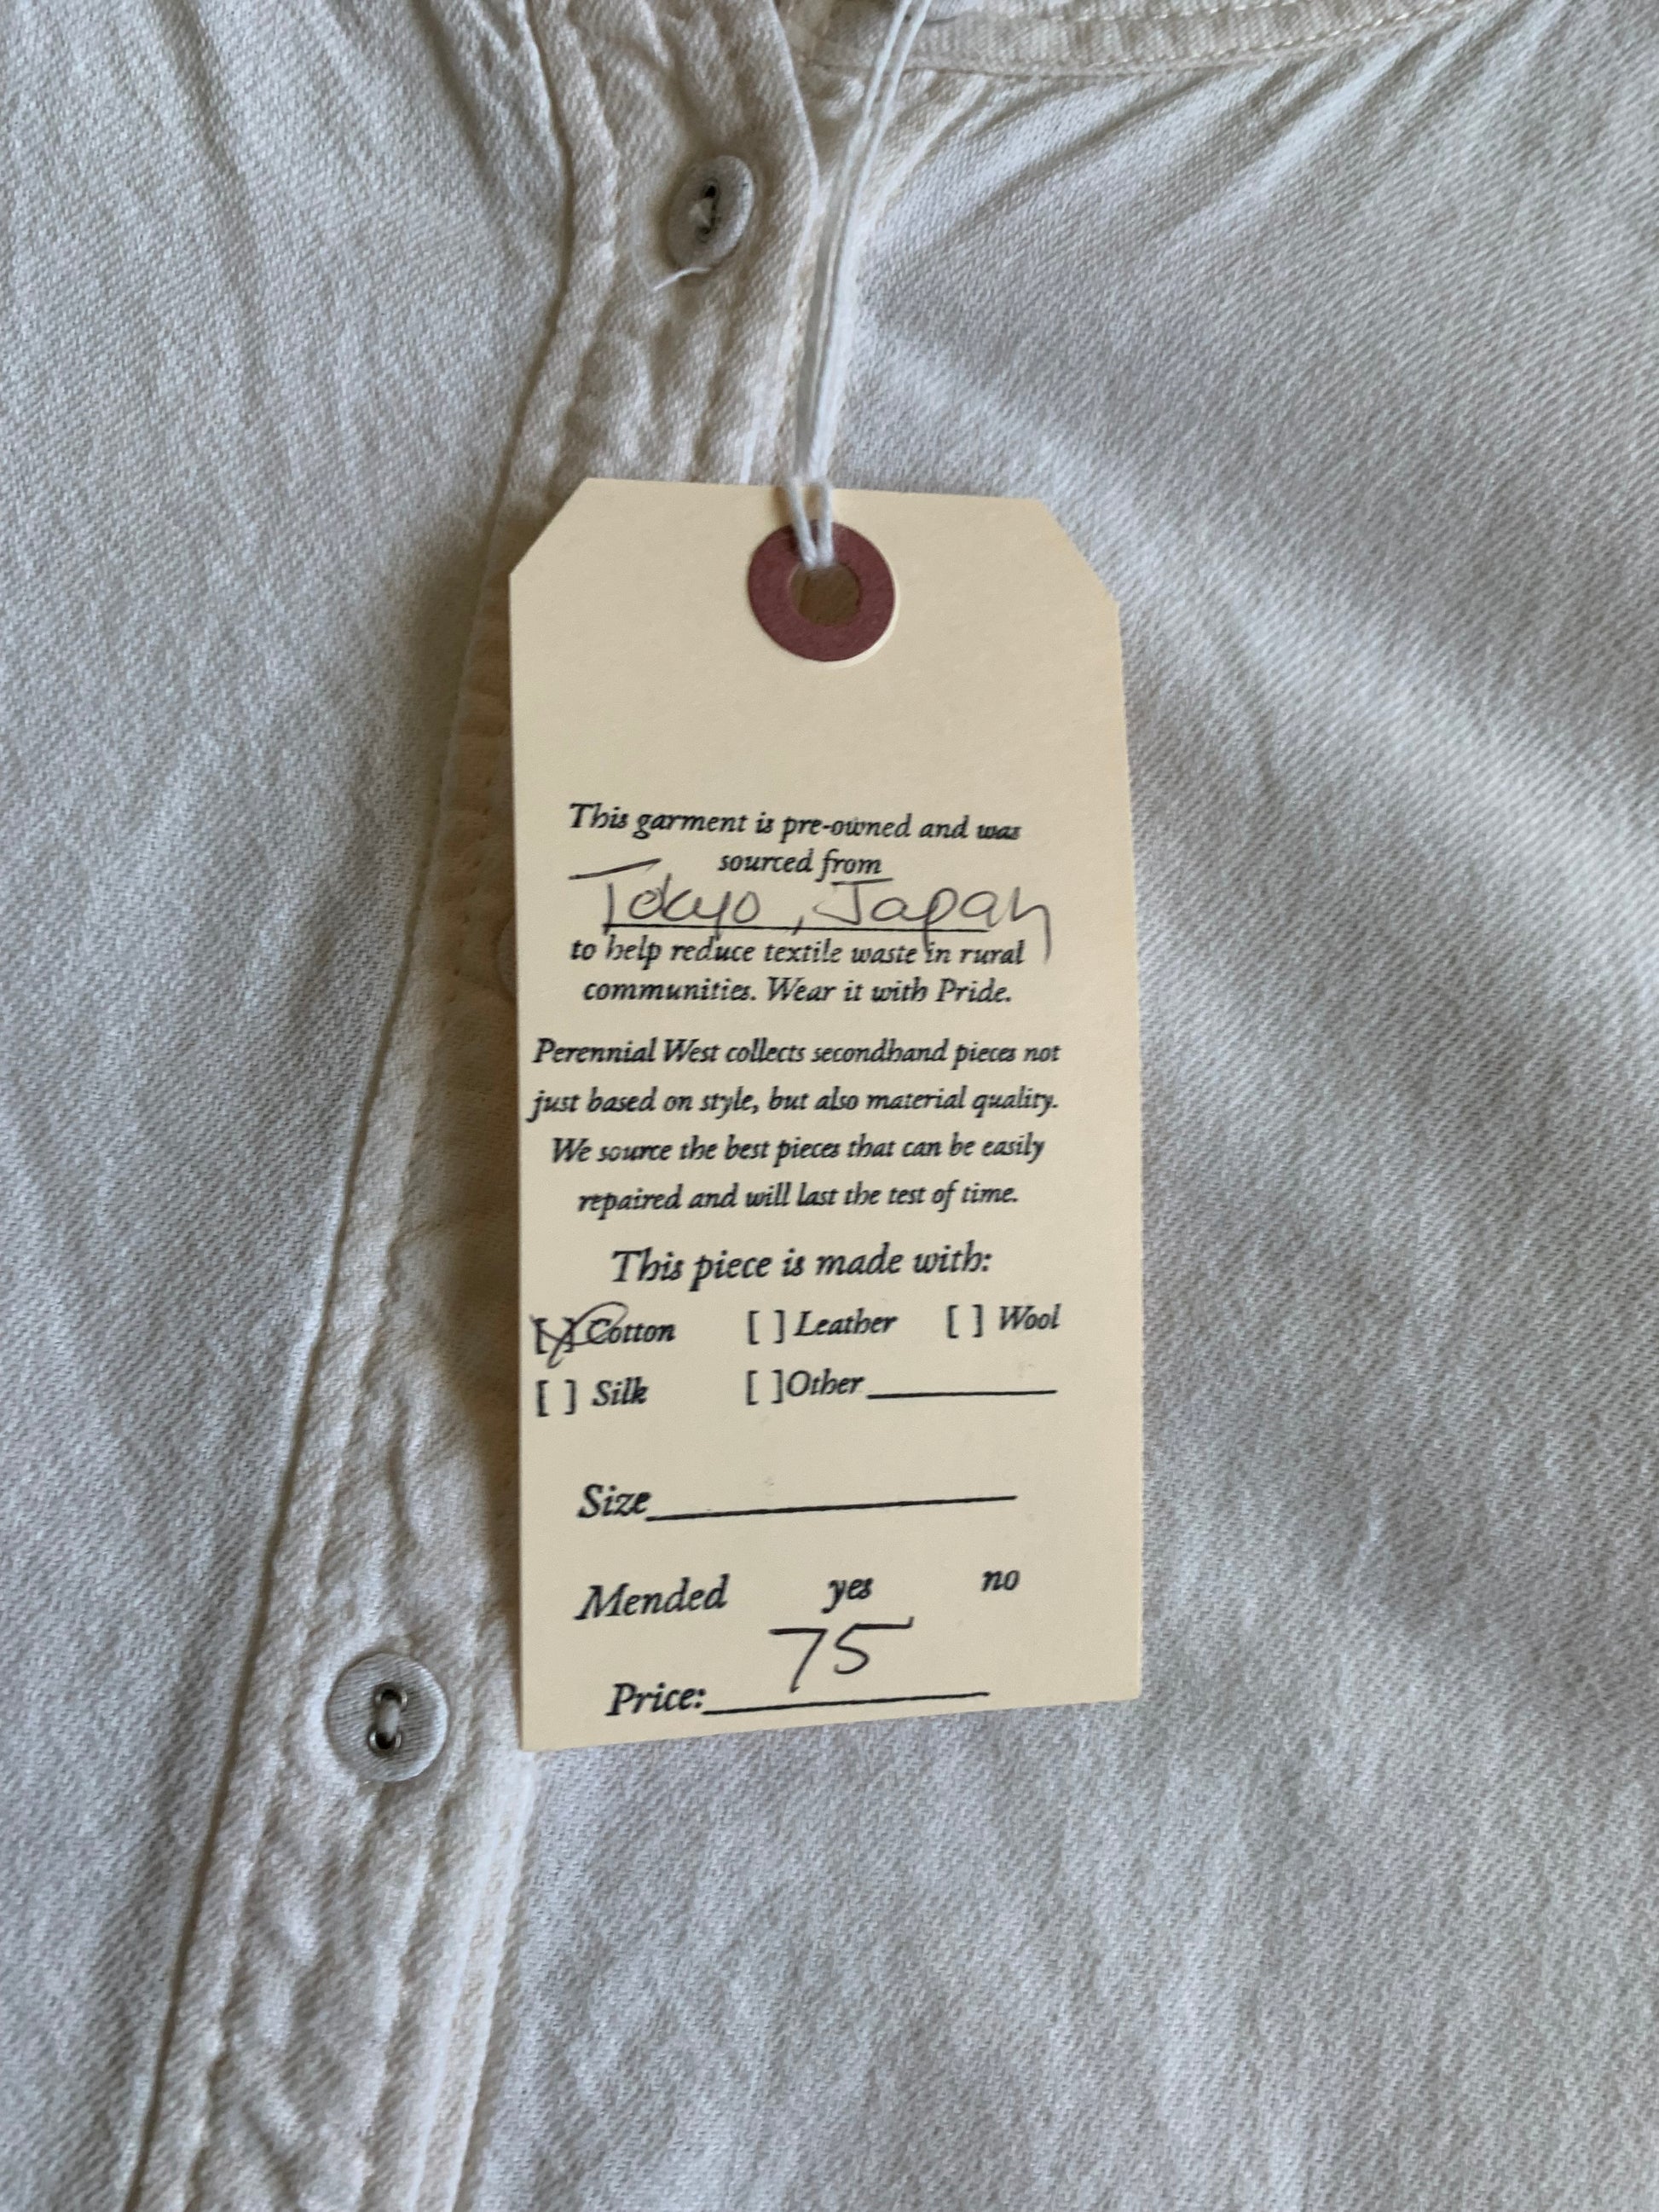 This garment is pre-owned and was
sourced from
Tokyo, Japan
to help reduce textile waste in rural
communities. Wear it with Pride.
Perennial West collects secondhand pieces not
just based on style, but also material quality.
We source the best pieces that can be easily
repaired and will last the test of time.
This piece is made with:
[X] Cotton [ ] Leather [ ] Wool
[ ] Silk [ ]Other________
Size________
Mended yes no
Price: 75